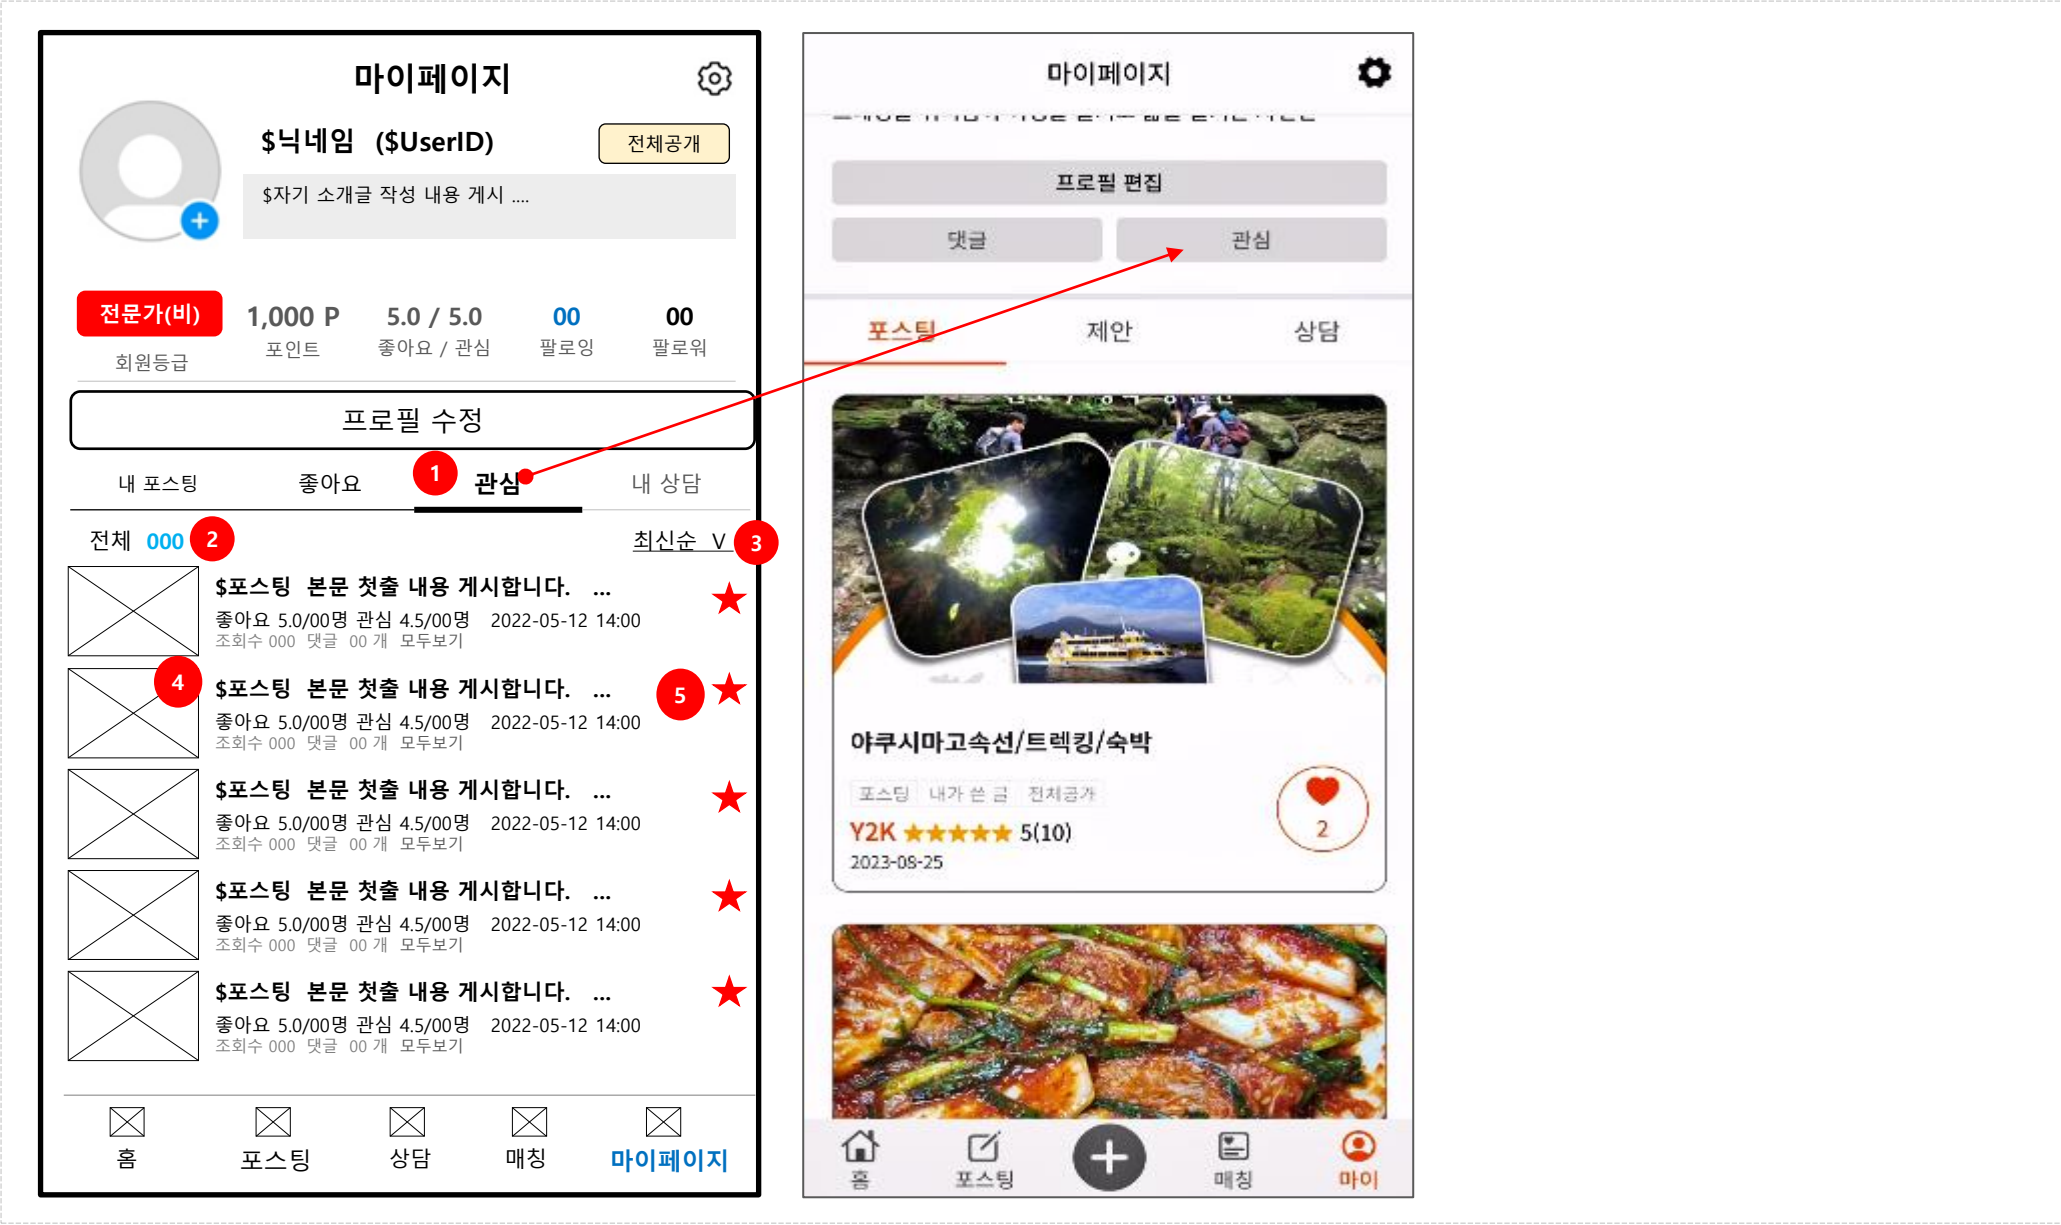 마이페이지
$닉네임 ($UserID)
전체공개
$자기 소개글 작성 내용 게시 ....
전문가(비)
회원등급
1,000 P
포인트
5.0 / 5.0
좋아요 / 관심
00
팔로잉
00
팔로워
프로필 수정
내 포스팅
좋아요
1
관심
내 상담
전체 000
2
최신순 V
3
$포스팅 본문 첫출 내용 게시합니다. ...
좋아요 5.0/00명 관심 4.5/00명 2022-05-12 14:00
조회수 000 댓글 00 개 모두보기
4
$포스팅 본문 첫출 내용 게시합니다. ...
5
좋아요 5.0/00명 관심 4.5/00명 2022-05-12 14:00
조회수 000 댓글 00 개 모두보기
$포스팅 본문 첫출 내용 게시합니다. ...
좋아요 5.0/00명 관심 4.5/00명 2022-05-12 14:00
조회수 000 댓글 00 개 모두보기
$포스팅 본문 첫출 내용 게시합니다. ...
좋아요 5.0/00명 관심 4.5/00명 2022-05-12 14:00
조회수 000 댓글 00 개 모두보기
$포스팅 본문 첫출 내용 게시합니다. ...
좋아요 5.0/00명 관심 4.5/00명 2022-05-12 14:00
조회수 000 댓글 00 개 모두보기
홈
포스팅
상담
매칭
마이페이지
마이페이지
프로필 편집
댓글
관심
포스팅
제안
상담
야쿠시마고속선/트렉킹/숙박
포스팅 내가 쓴 글 전체공개
Y2K ★★★★★ 5(10)
2023-08-25
2
홈
포스팅
매칭
마이